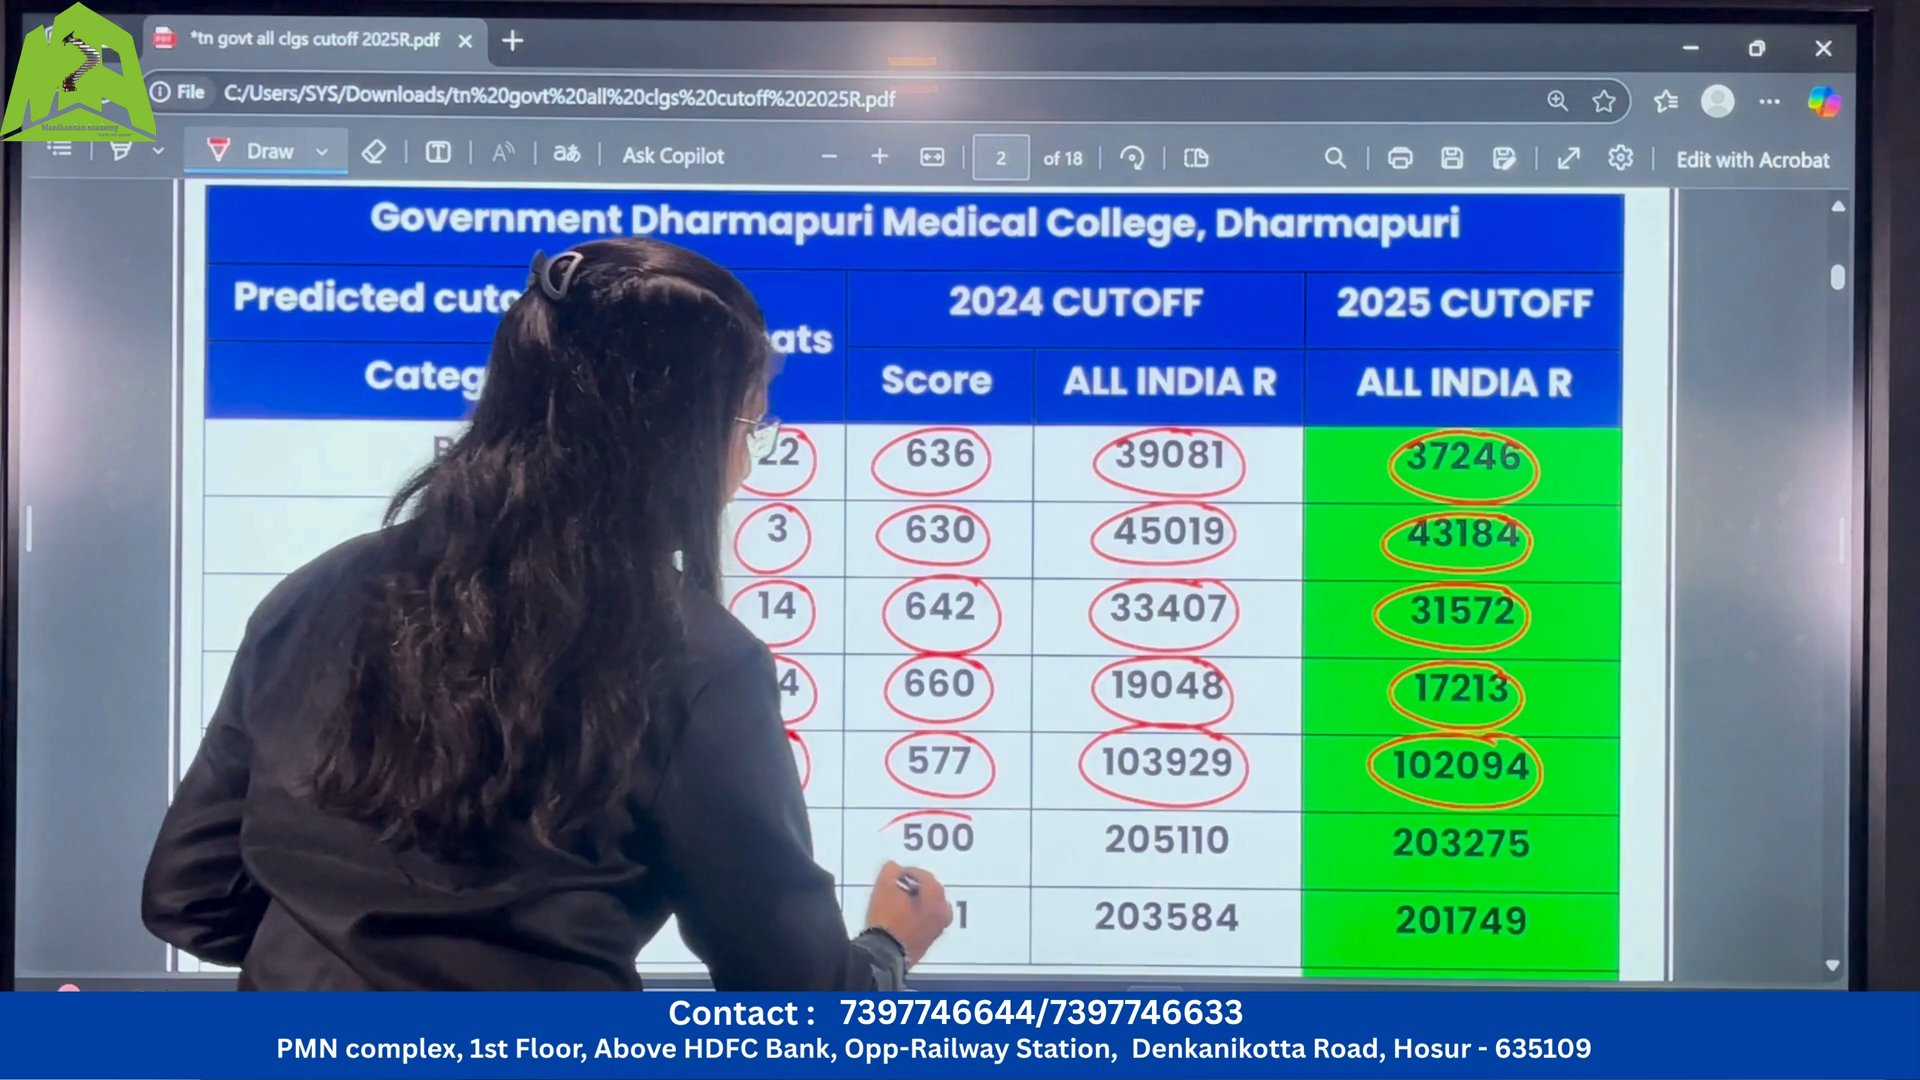 *tn govt all clgs cutoff 2025R.pdf
File C:/Users/SYS/Downloads/tn%20govt%20all%20clgs%20cutoff%202025R.pdf
Draw Ask Copilot 2 of 18 Edit with Acrobat
Government Dharmapuri Medical College, Dharmapuri
Predicted 2024 CUTOFF 2025 CUTOFF
Score ALL INDIA R ALL INDIA R
22 636 39081 37246
3 630 45019 43184
14 642 33407 31572
4 660 19048 17213
577 103929 102094
500 205110 203275
203584 201749
Contact : 7397746644/7397746633
PMN complex, 1st Floor, Above HDFC Bank, Opp-Railway Station, Denkanikotta Road, Hosur - 635109
Manikandan academy